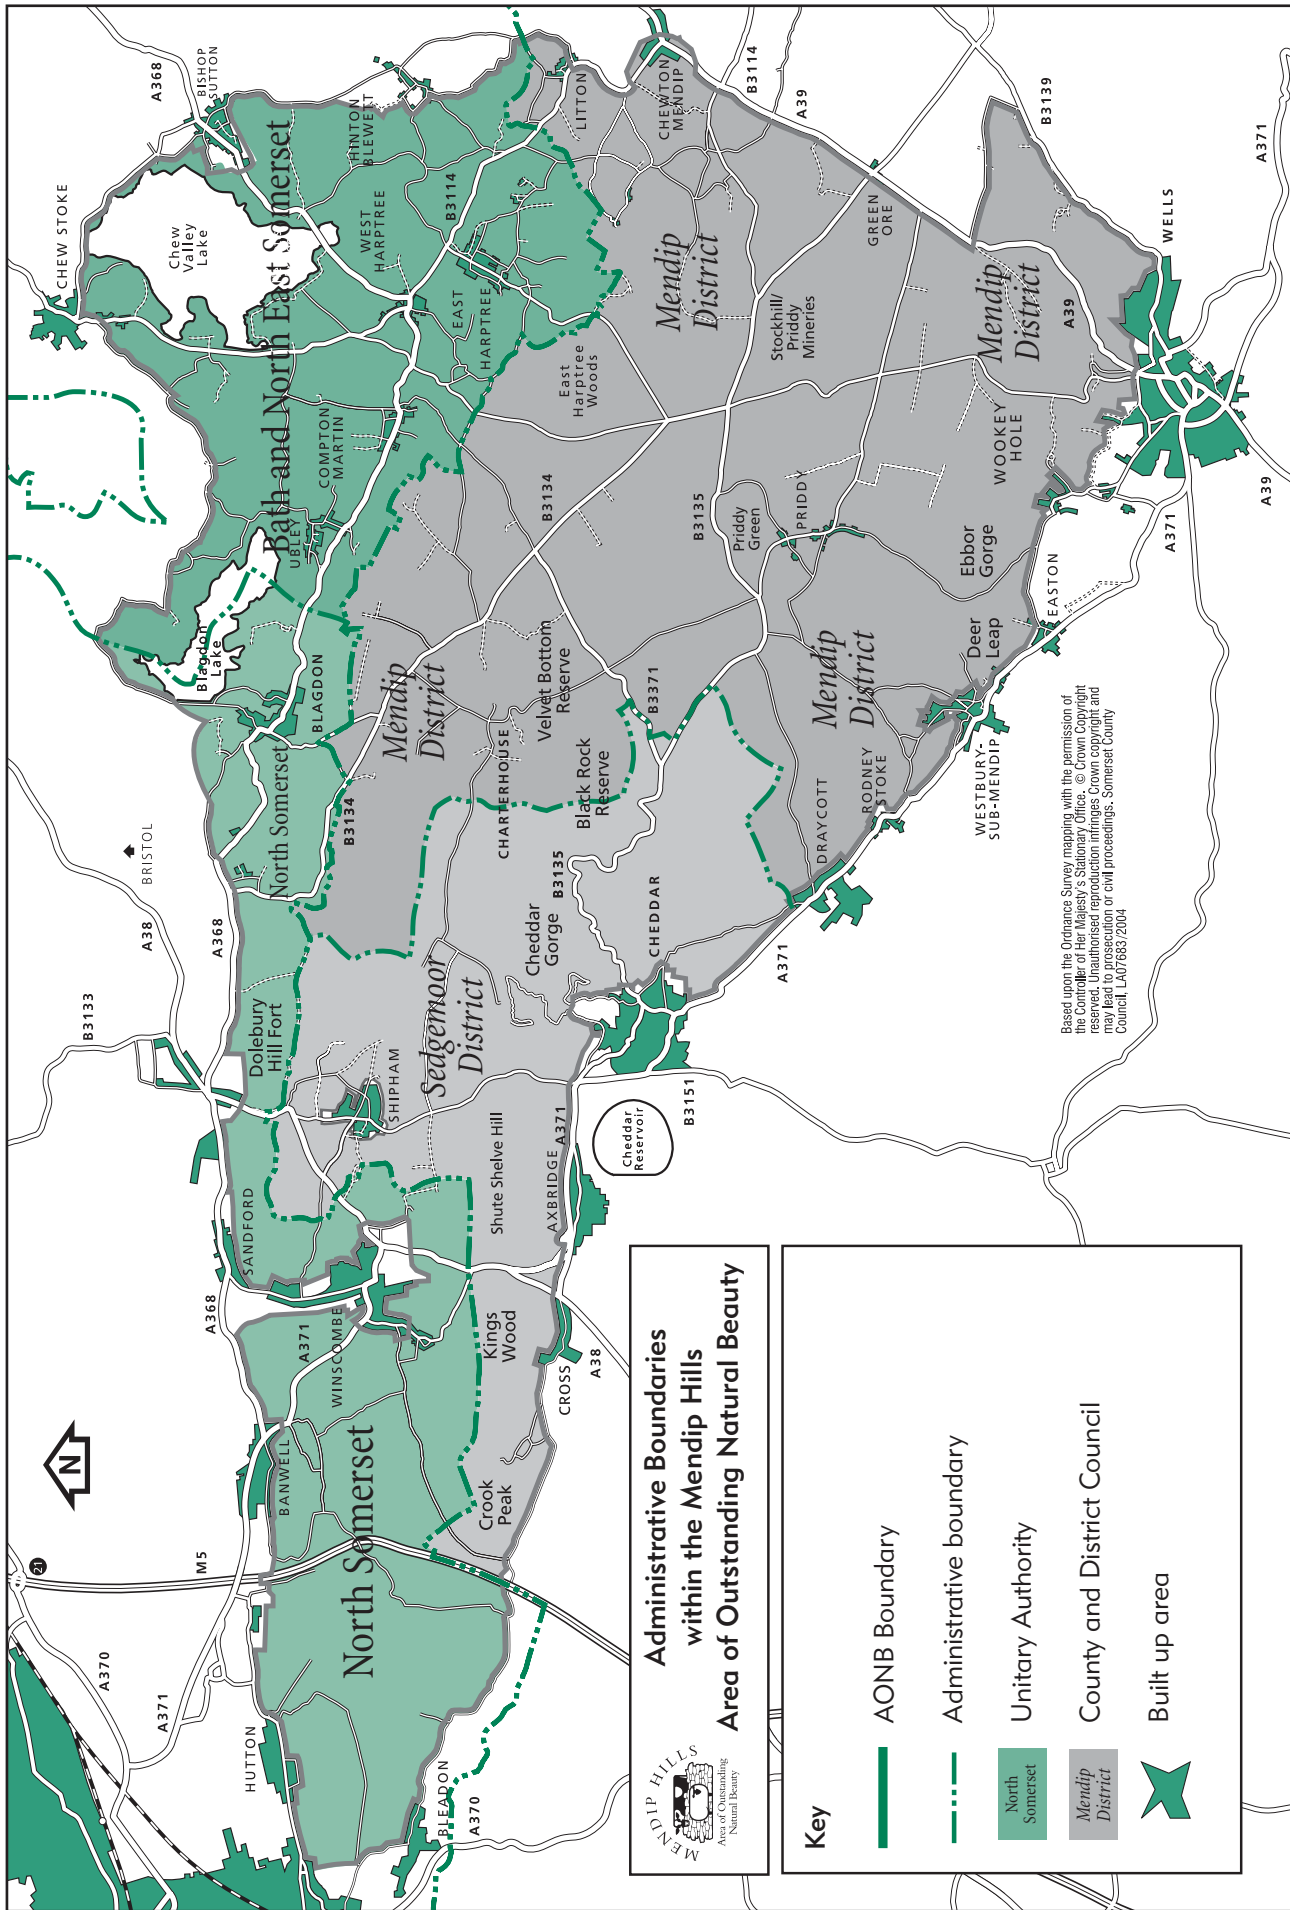 CHEW STOKE
A368
BISHOP
SUTTON
Chew
Valley
Lake
HINTON
BLEWETT
Bath and North East Somerset
WEST
HARPTREE
B3114
EAST
HARPTREE
COMPTON
MARTIN
UBLEY
Blagdon
Lake
BLAGDON
LITTON
CHEWTON
MENDIP
B3114
A39
B3139
A371
WELLS
GREEN
ORE
Mendip
District
Stockhill/
Priddy
Mineries
East
Harptree
Woods
Mendip
District
A39
WOOKEY
HOLE
B3134
B3135
Priddy
Green
PRIDDY
Ebbor
Gorge
A371
A39
EASTON
Deer
Leap
Mendip
District
Velvet Bottom
Reserve
B3371
Mendip
District
CHARTERHOUSE
Black Rock
Reserve
RODNEY
STOKE
WESTBURY-
SUB-MENDIP
DRAYCOTT
North Somerset
B3134
BRISTOL
A38
A368
B3133
B3135
Cheddar
Gorge
CHEDDAR
A371
Sedgemoor
District
Dolebury
Hill Fort
SHIPHAM
B3151
Cheddar
Reservoir
A371
AXBRIDGE
Shute Shelve Hill
SANDFORD
A368
A371
WINSCOMBE
Kings
Wood
CROSS
A38
N
BANWELL
Crook
Peak
North Somerset
21
M5
A370
A371
HUTTON
BLEADON
A370
Based upon the Ordnance Survey mapping with the permission of
the Controller of Her Majesty's Stationary Office. © Crown Copyright
reserved. Unauthorised reproduction infringes Crown copyright and
may lead to prosecution or civil proceedings. Somerset County
Council. LA07683/2004
MENDIP HILLS
Area of Outstanding
Natural Beauty
Administrative Boundaries
within the Mendip Hills
Area of Outstanding Natural Beauty
Key
AONB Boundary
Administrative boundary
North
Somerset
Unitary Authority
Mendip
District
County and District Council
Built up area